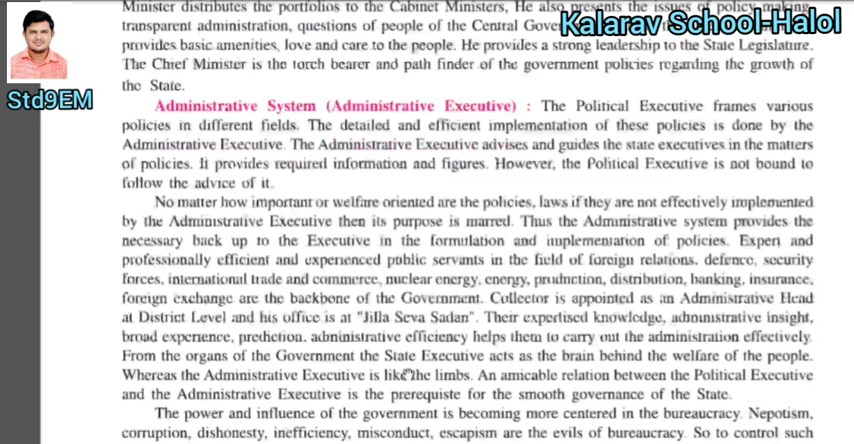 Minister distributes the portfolios to the Cabinet Ministers, He also presents the issues of policy making,
transparent administration, questions of people of the Central
Kalarav School-Halol
provides basic amenities, love and care to the people. He provides a strong leadership to the State Legislature.
The Chief Minister is the torch bearer and path finder of the government policies regarding the growth of
the State.
Std9EM
Administrative System (Administrative Executive) : The Political Executive frames various
policies in different fields. The detailed and efficient implementation of these policies is done by the
Administrative Executive. The Administrative Executive advises and guides the state executives in the matters
of policies. It provides required information and figures. However, the Political Executive is not bound to
follow the advice of it.
No matter how important or welfare oriented are the policies, laws if they are not effectively implemented
by the Administrative Executive then its purpose is marred. Thus the Administrative system provides the
necessary back up to the Executive in the formulation and implementation of policies. Expert and
professionally efficient and experienced public servants in the field of foreign relations, defence, security
forces, international trade and commerce, nuclear energy, energy, production, distribution, banking, insurance,
foreign exchange are the backbone of the Government. Collector is appointed as an Administrative Head
at District Level and his office is at "Jilla Seva Sadan". Their expertised knowledge, administrative insight,
broad experience, prediction, administrative efficiency helps them to carry out the administration effectively.
From the organs of the Government the State Executive acts as the brain behind the welfare of the people.
Whereas the Administrative Executive is like the limbs. An amicable relation between the Political Executive
and the Administrative Executive is the prerequiste for the smooth governance of the State.
The power and influence of the government is becoming more centered in the bureaucracy. Nepotism,
corruption, dishonesty, inefficiency, misconduct, escapism are the evils of bureaucracy. So to control such